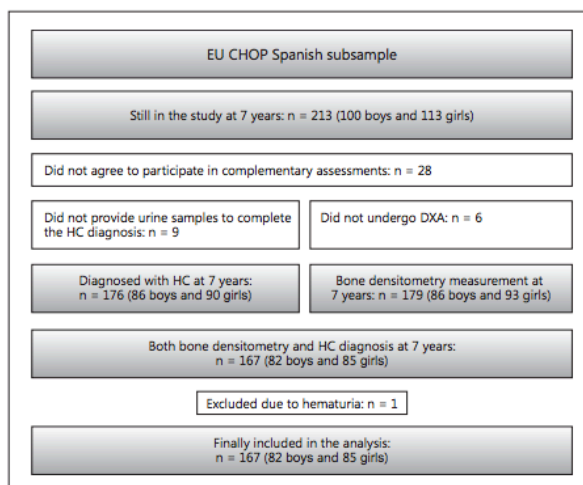 EU CHOP Spanish subsample
Still in the study at 7 years: n = 213 (100 boys and 113 girls)
Did not agree to participate in complementary assessments: n = 28
Did not provide urine samples to complete
the HC diagnosis: n = 9
Did not undergo DXA: n = 6
Diagnosed with HC at 7 years:
n = 176 (86 boys and 90 girls)
Bone densitometry measurement at
7 years: n = 179 (86 boys and 93 girls)
Both bone densitometry and HC diagnosis at 7 years:
n = 167 (82 boys and 85 girls)
Excluded due to hematuria: n = 1
Finally included in the analysis:
n = 167 (82 boys and 85 girls)